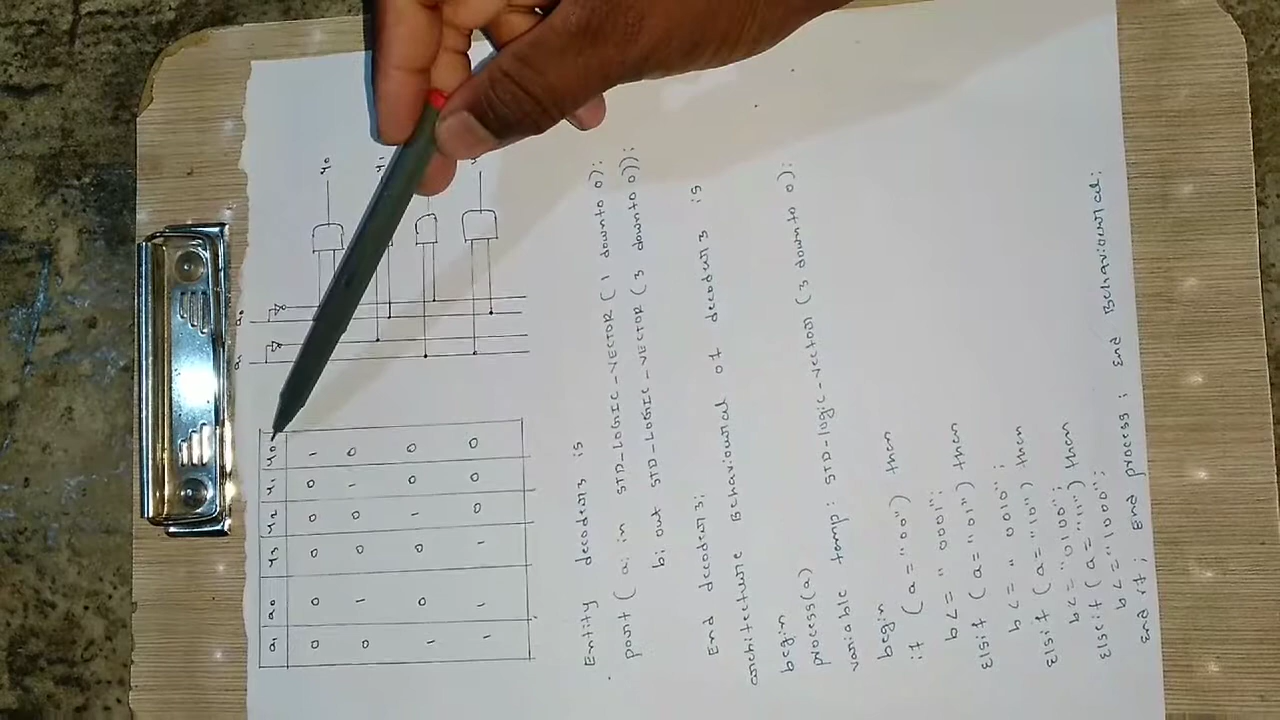 a1 a0 y3 y2 y1 y0
0 0 0 0 0 1
0 1 0 0 1 0
1 0 0 1 0 0
1 1 1 0 0 0
a1
a0
y0
y1
Entity decoder3 is
port ( a: in STD_LOGIC_VECTOR ( 1 downto 0);
b: out STD_LOGIC_VECTOR ( 3 downto 0));
End decoder3;
architecture Behavioural of decoder3 is
begin
process(a)
variable temp: STD_logic_vector (3 downto 0);
begin
if (a="00") then
b<= "0001";
Elsif (a="01") then
b<= "0010";
Elsif (a="10") then
b<= "0100";
Elseif (a="11") then
b<= "1000";
End if; End process; End Behavioural;